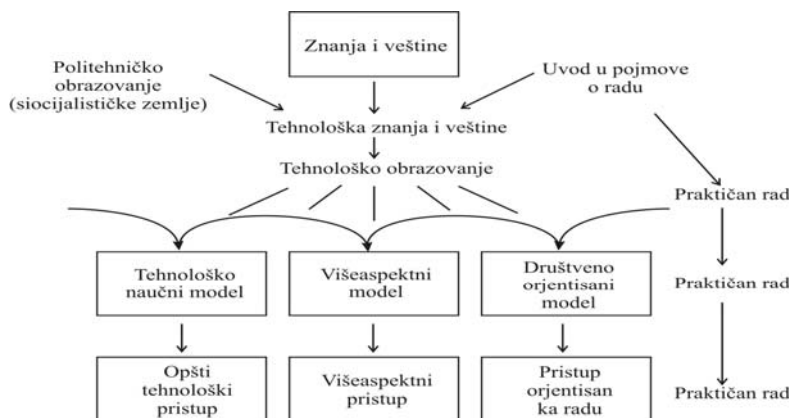 Znanja i veštine
Politehničko
obrazovanje
(siocijalističke zemlje)
Uvod u pojmove
o radu
Tehnološka znanja i veštine
Tehnološko obrazovanje
Praktičan rad
Tehnološko
naučni model
Višeaspektni
model
Društveno
orjentisani
model
Praktičan rad
Opšti
tehnološki
pristup
Višeaspektni
pristup
Pristup
orjentisan
ka radu
Praktičan rad